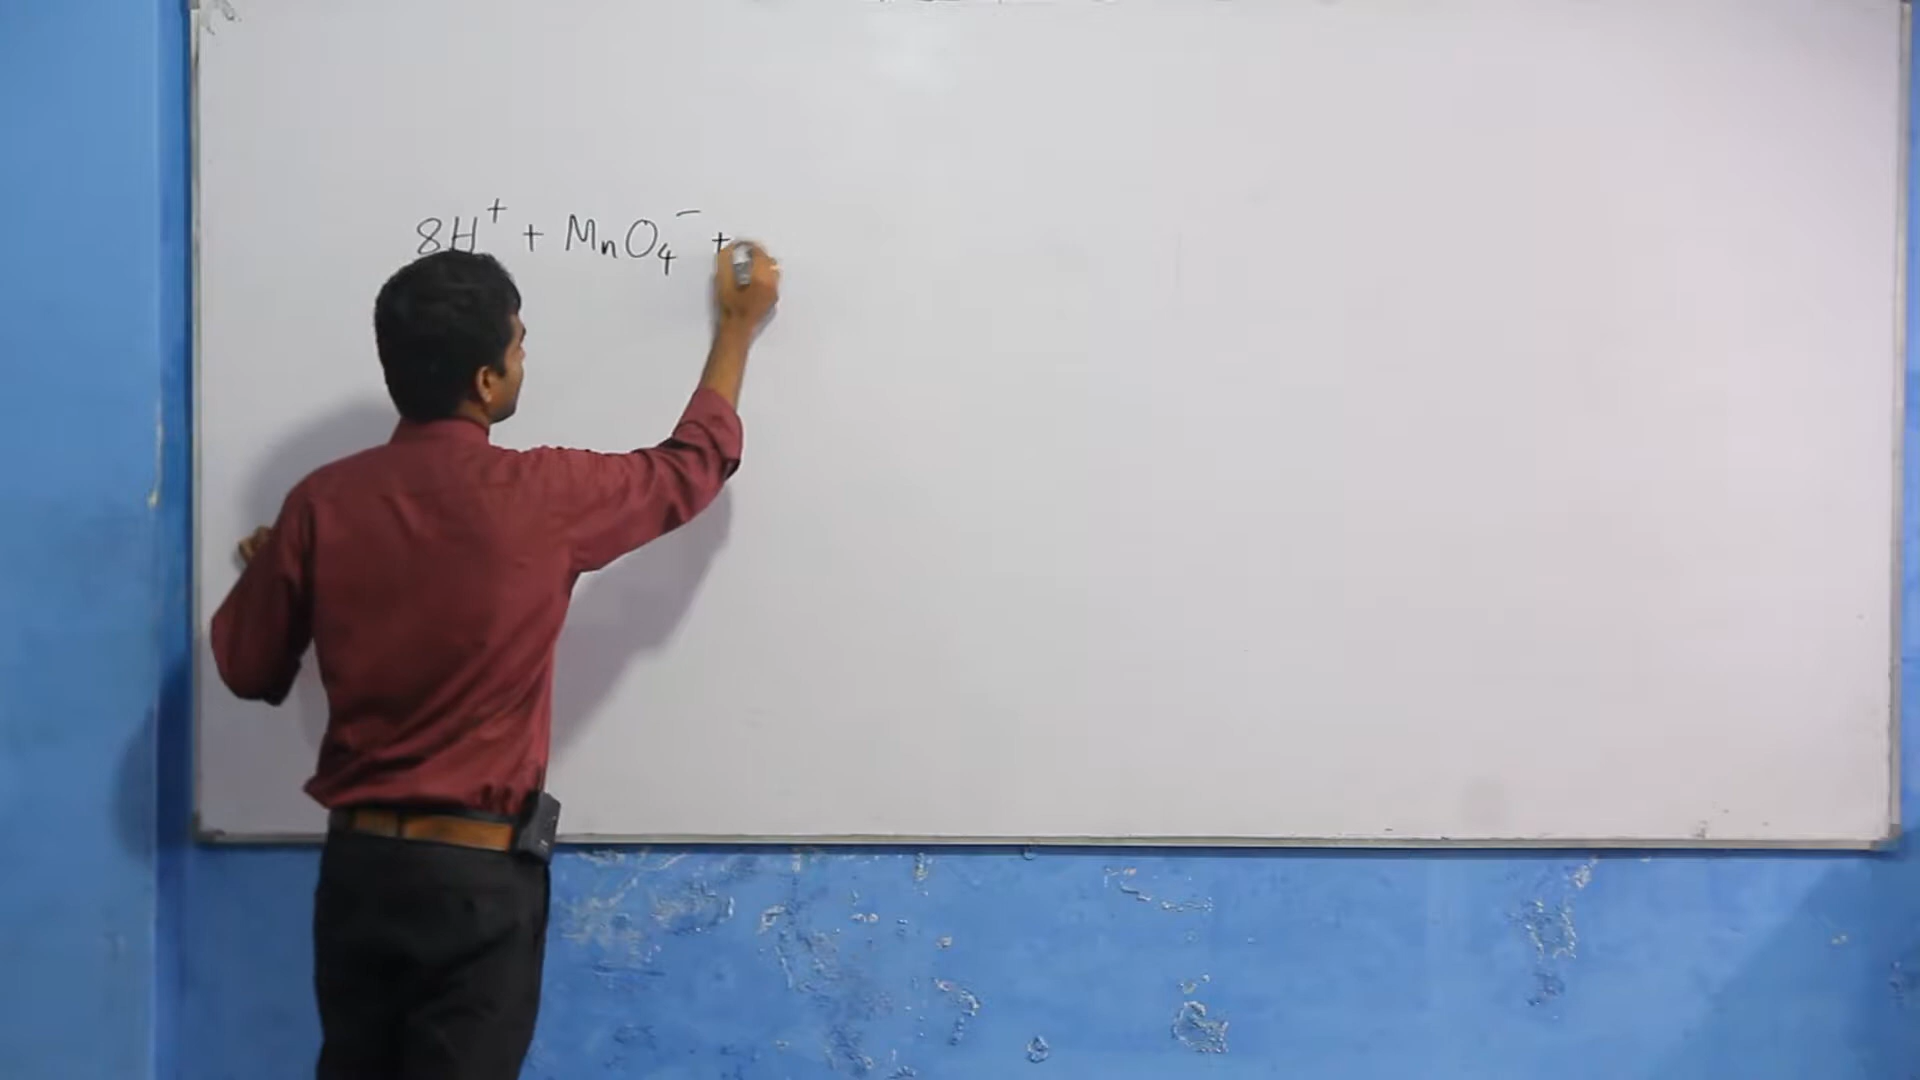 8H⁺ + MnO₄⁻ +